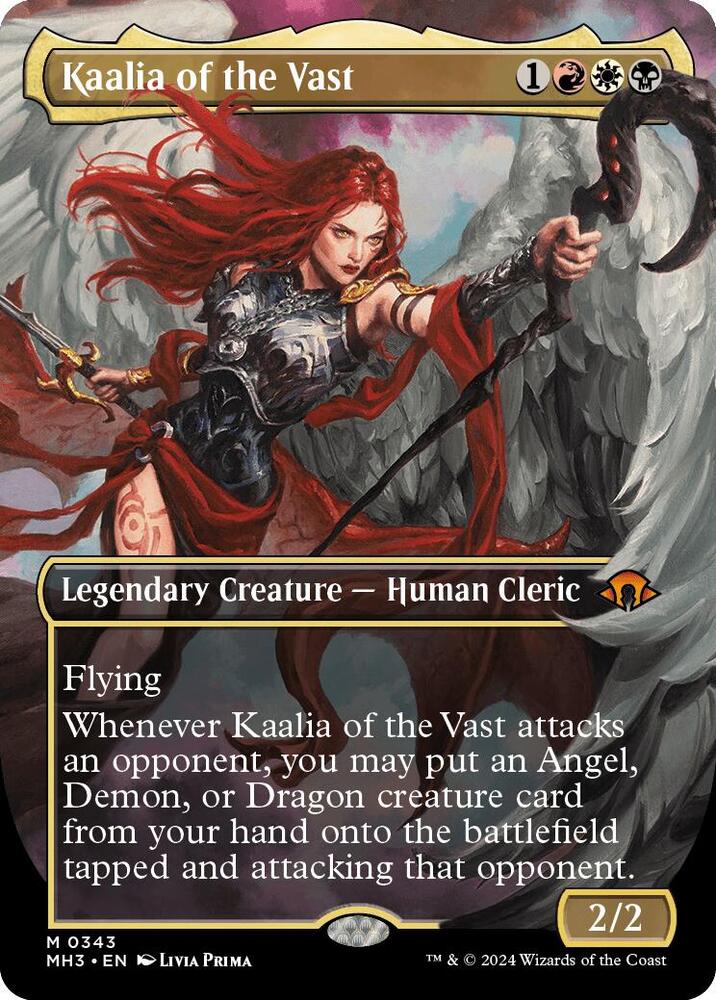 Kaalia of the Vast 1
Legendary Creature — Human Cleric
Flying
Whenever Kaalia of the Vast attacks
an opponent, you may put an Angel,
Demon, or Dragon creature card
from your hand onto the battlefield
tapped and attacking that opponent.
2/2
M 0343
MH3 • EN Livia Prima
™ & © 2024 Wizards of the Coast